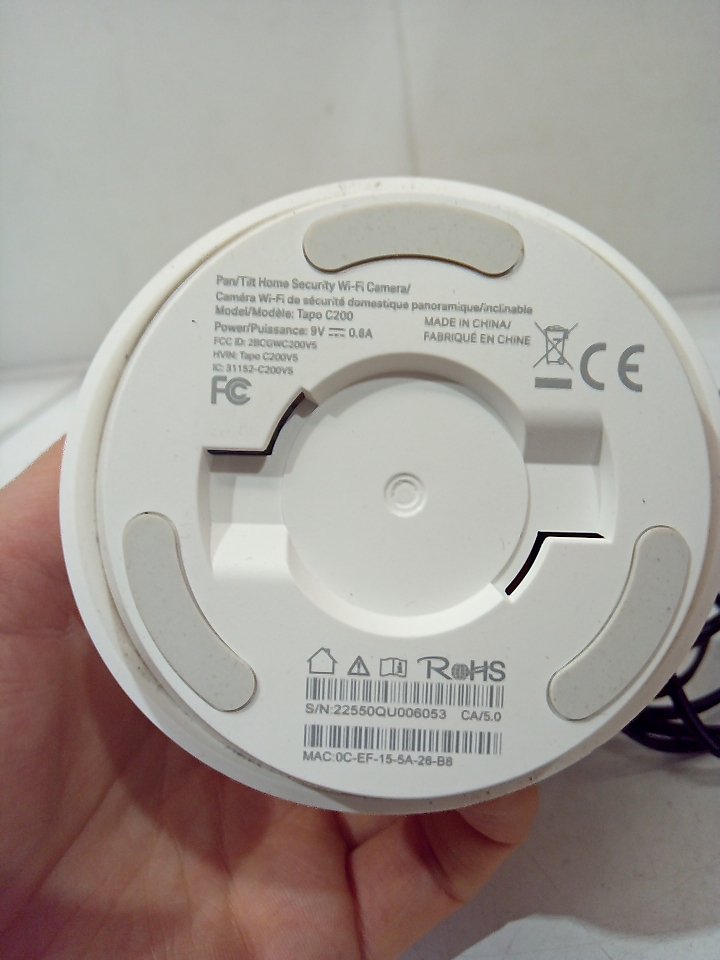 Pan/Tilt Home Security Wi-Fi Camera/
Caméra Wi-Fi de sécurité domestique panoramique/inclinable
Model/Modèle: Tapo C200
Power/Puissance: 9V ⎓ 0.6A
MADE IN CHINA/
FABRIQUÉ EN CHINE
FCC ID: 2BCGWC200V5
HVIN: Tapo C200V5
IC: 31152-C200V5
FC
CE
RoHS
S/N:22550QU006053 CA/5.0
MAC:0C-EF-15-5A-26-B8